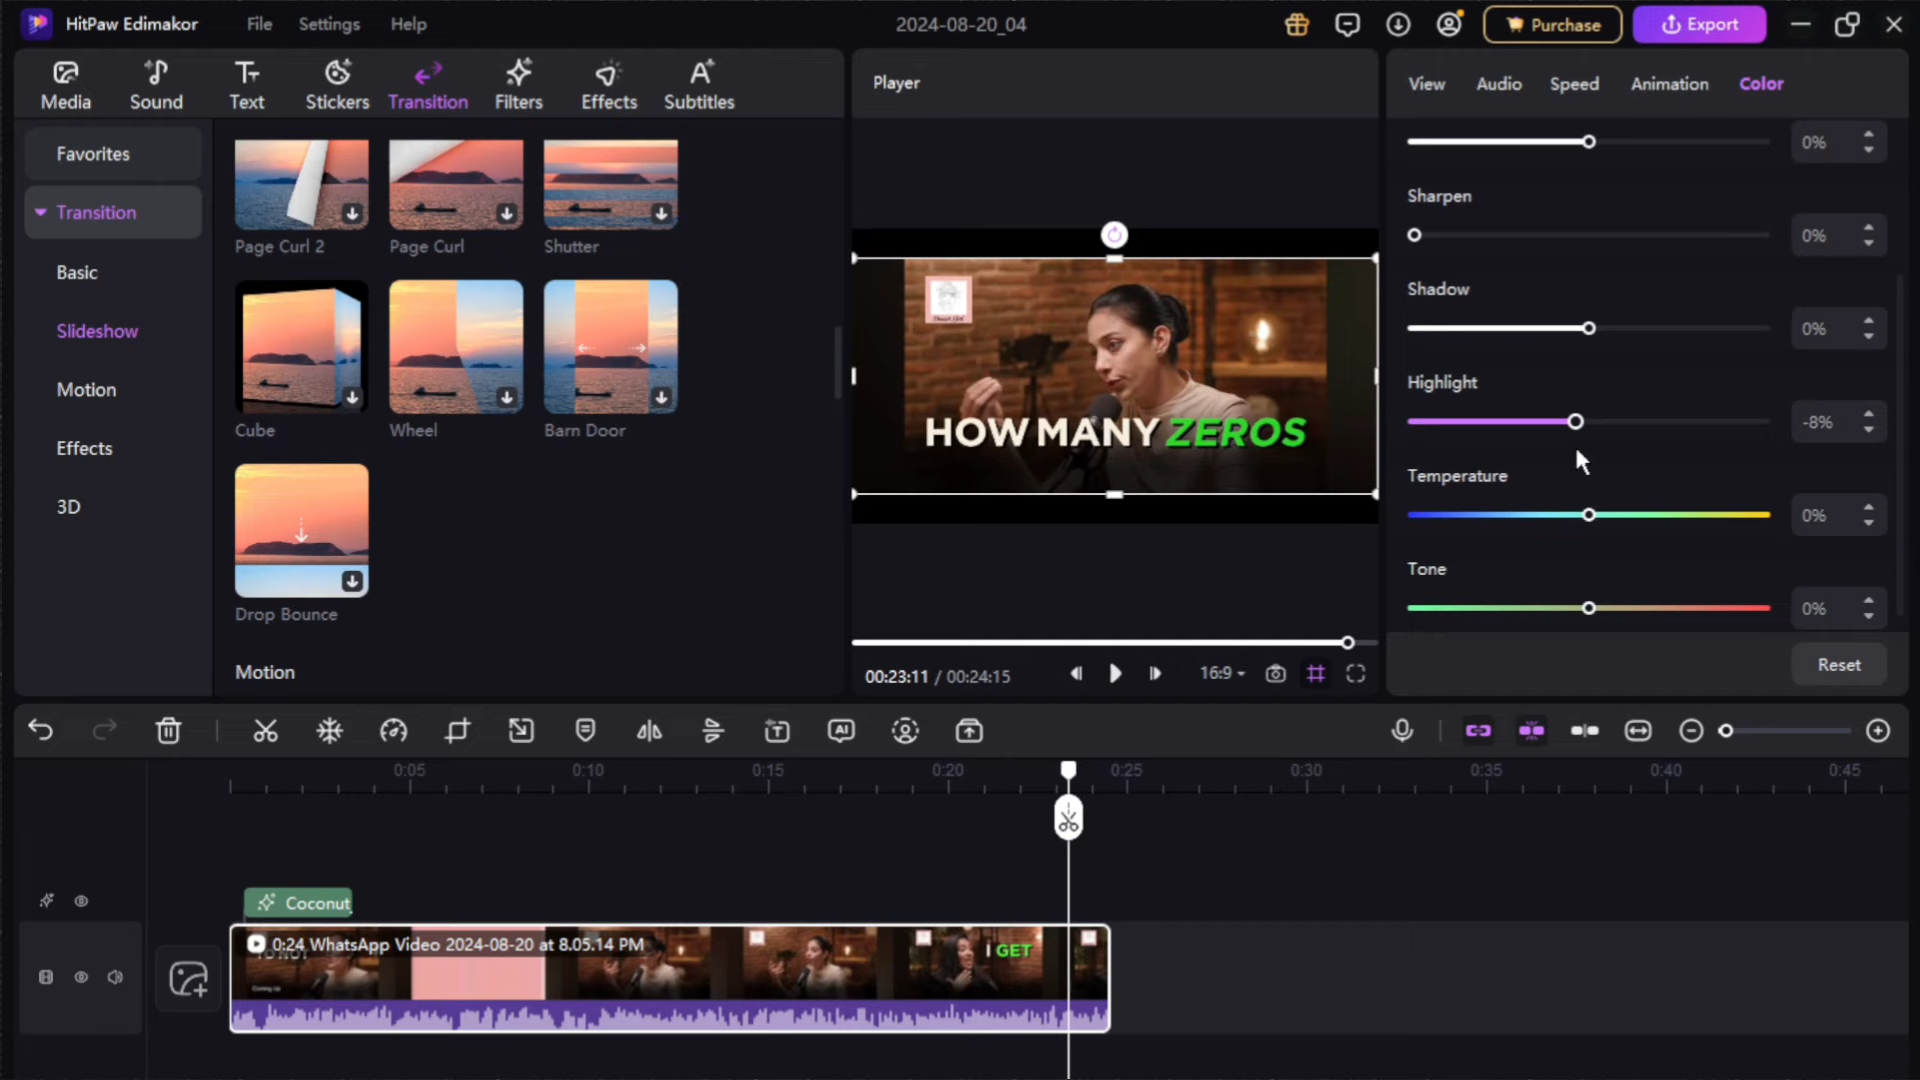 HitPaw Edimakor
File
Settings
Help
2024-08-20_04
Purchase
Export
Media
Sound
Text
Stickers
Transition
Filters
Effects
Subtitles
Favorites
Transition
Basic
Slideshow
Motion
Effects
3D
Page Curl 2
Page Curl
Shutter
Cube
Wheel
Barn Door
Drop Bounce
Motion
Player
HOW MANY ZEROS
00:23:11 / 00:24:15
16:9
View
Audio
Speed
Animation
Color
0%
Sharpen
0%
Shadow
0%
Highlight
-8%
Temperature
0%
Tone
0%
Reset
AI
0:05
0:10
0:15
0:20
0:25
0:30
0:35
0:40
0:45
Coconut
0:24 WhatsApp Video 2024-08-20 at 8.05.14 PM
I GET
Coming Up